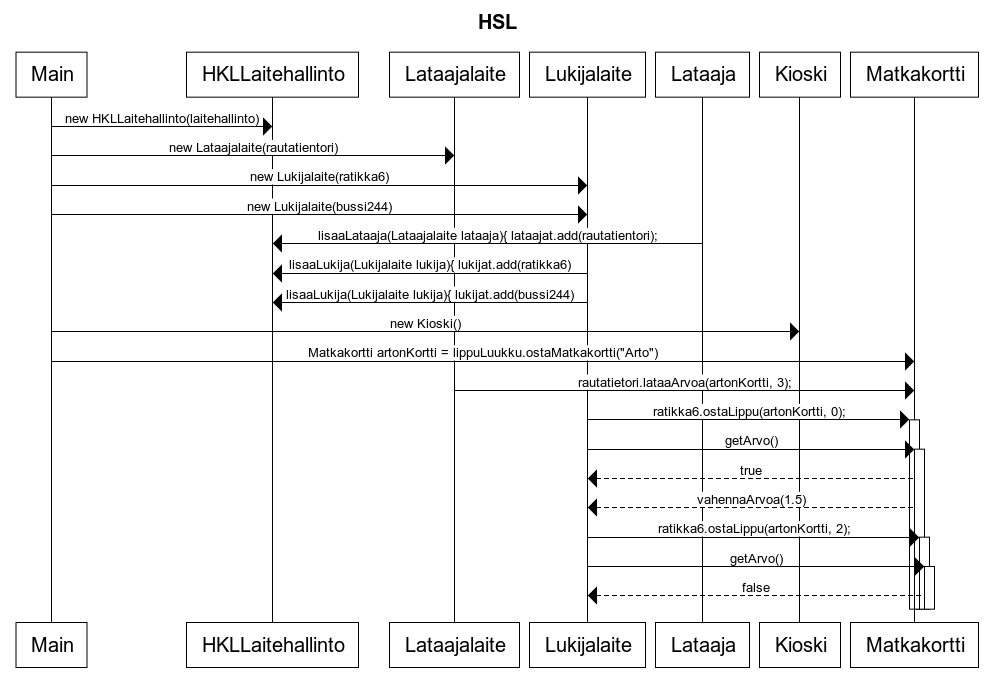 HSL
Main HKLLaitehallinto Lataajalaite Lukijalaite Lataaja Kioski Matkakortti
new HKLLaitehallinto(laitehallinto)
new Lataajalaite(rautatientori)
new Lukijalaite(ratikka6)
new Lukijalaite(bussi244)
lisaaLataaja(Lataajalaite lataaja){ lataajat.add(rautatientori);
lisaaLukija(Lukijalaite lukija){ lukijat.add(ratikka6)
lisaaLukija(Lukijalaite lukija){ lukijat.add(bussi244)
new Kioski()
Matkakortti artonKortti = lippuLuukku.ostaMatkakortti("Arto")
rautatietori.lataaArvoa(artonKortti, 3);
ratikka6.ostaLippu(artonKortti, 0);
getArvo()
true
vahennaArvoa(1.5)
ratikka6.ostaLippu(artonKortti, 2);
getArvo()
false
Main HKLLaitehallinto Lataajalaite Lukijalaite Lataaja Kioski Matkakortti